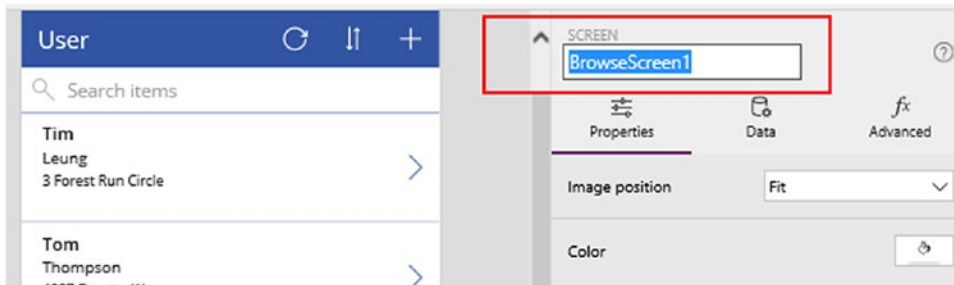 User
Search items
Tim
Leung
3 Forest Run Circle
Tom
Thompson
SCREEN
BrowseScreen1
Properties
Data
fx
Advanced
Image position
Fit
Color